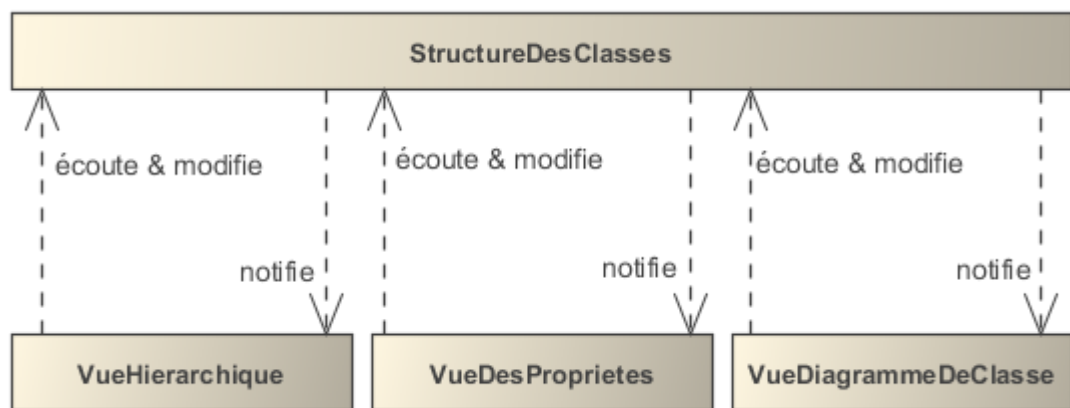 StructureDesClasses
écoute & modifie
écoute & modifie
écoute & modifie
notifie
notifie
notifie
VueHierarchique
VueDesProprietes
VueDiagrammeDeClasse